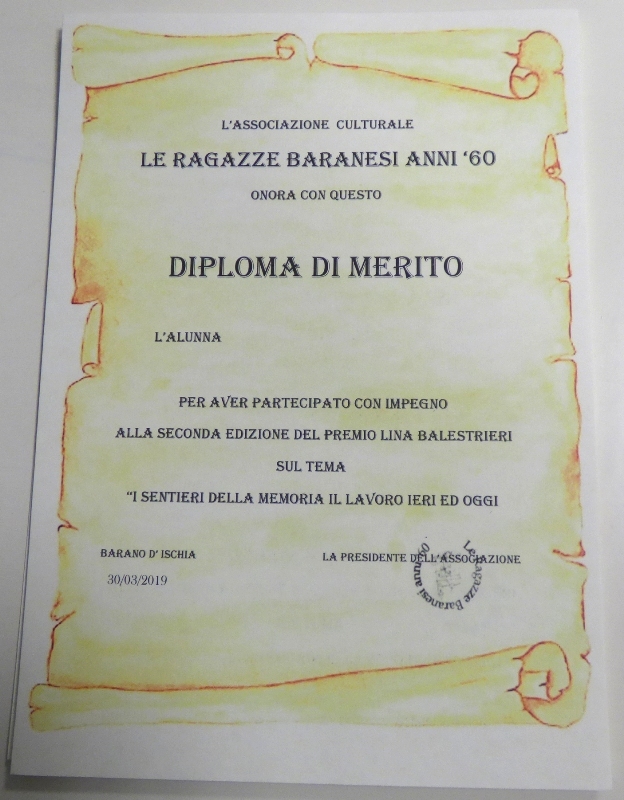 L'ASSOCIAZIONE CULTURALE
LE RAGAZZE BARANESI ANNI '60
ONORA CON QUESTO
DIPLOMA DI MERITO
L'ALUNNA
PER AVER PARTECIPATO CON IMPEGNO
ALLA SECONDA EDIZIONE DEL PREMIO LINA BALESTRIERI
SUL TEMA
"I SENTIERI DELLA MEMORIA IL LAVORO IERI ED OGGI
BARANO D' ISCHIA
LA PRESIDENTE DELL'ASSOCIAZIONE
30/03/2019
Le Ragazze Baranesi anni 60